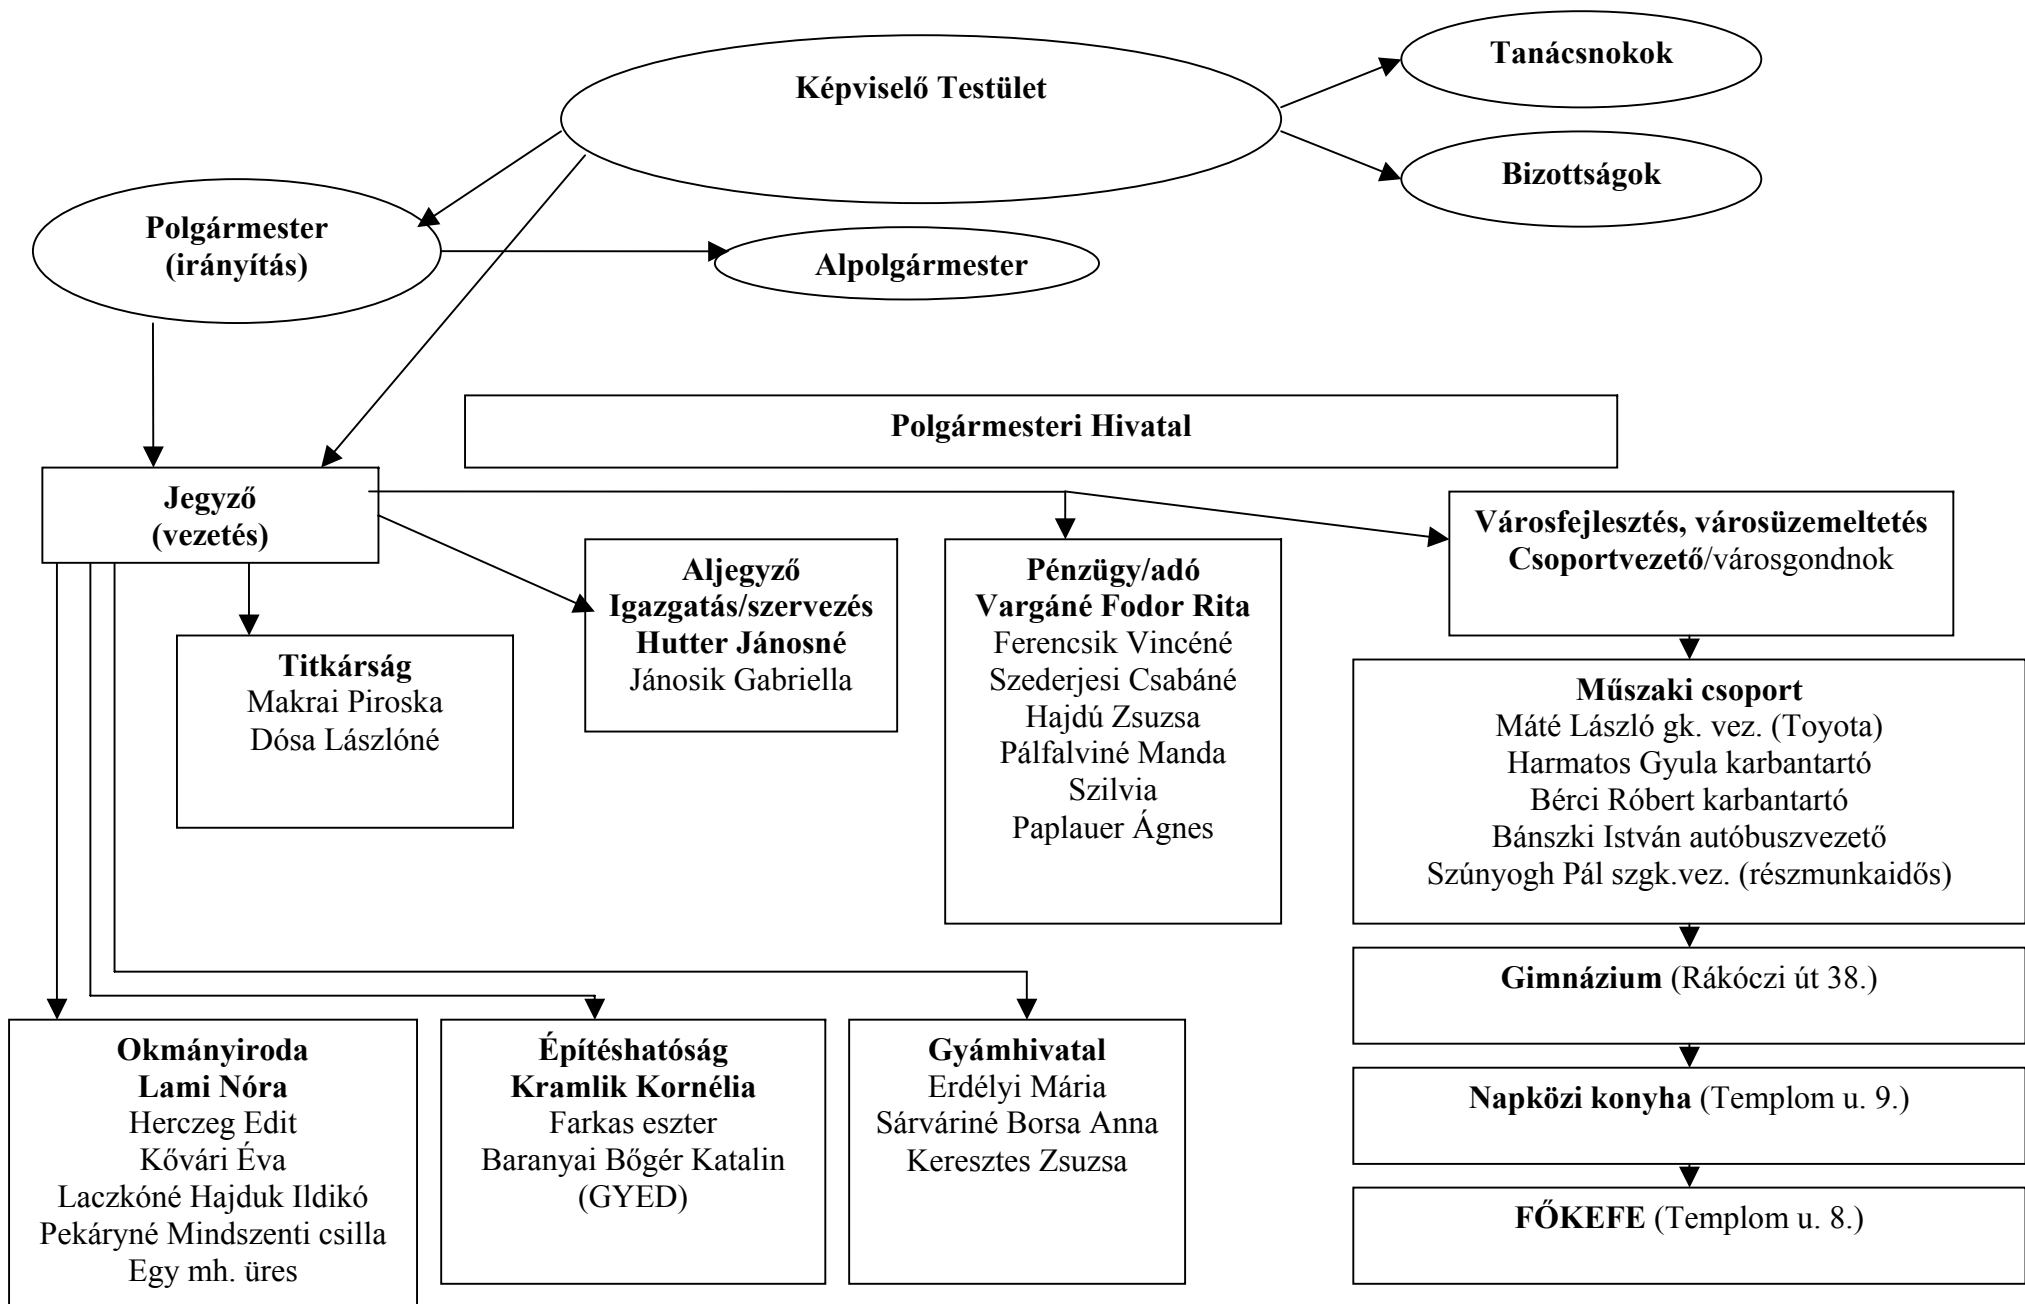 Képviselő Testület
Tanácsnokok
Bizottságok
Polgármester
(irányítás)
Alpolgármester
Polgármesteri Hivatal
Jegyző
(vezetés)
Titkárság
Makrai Piroska
Dósa Lászlóné
Aljegyző
Igazgatás/szervezés
Hutter Jánosné
Jánosik Gabriella
Pénzügy/adó
Vargáné Fodor Rita
Ferencsik Vincéné
Szederjesi Csabáné
Hajdú Zsuzsa
Pálfalviné Manda
Szilvia
Paplauer Ágnes
Városfejlesztés, városüzemeltetés
Csoportvezető/városgondnok
Műszaki csoport
Máté László gk. vez. (Toyota)
Harmatos Gyula karbantartó
Bérci Róbert karbantartó
Bánszki István autóbuszvezető
Szúnyogh Pál szgk.vez. (részmunkaidős)
Gimnázium (Rákóczi út 38.)
Napközi konyha (Templom u. 9.)
FŐKEFE (Templom u. 8.)
Okmányiroda
Lami Nóra
Herczeg Edit
Kővári Éva
Laczkóné Hajduk Ildikó
Pekáryné Mindszenti csilla
Egy mh. üres
Építéshatóság
Kramlik Kornélia
Farkas eszter
Baranyai Bőgér Katalin
(GYED)
Gyámhivatal
Erdélyi Mária
Sárváriné Borsa Anna
Keresztes Zsuzsa